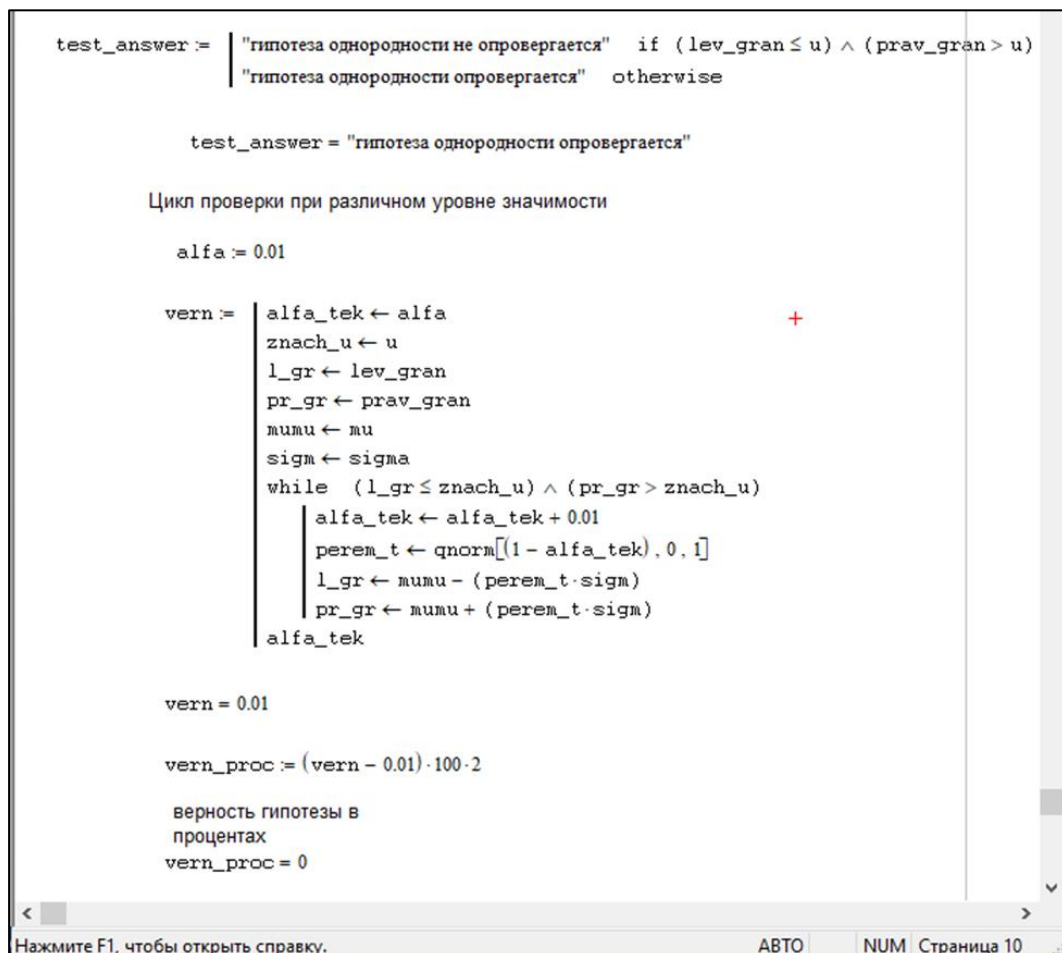 test_answer := "гипотеза однородности не опровергается" if (lev_gran ≤ u) ∧ (prav_gran > u)
"гипотеза однородности опровергается" otherwise
test_answer = "гипотеза однородности опровергается"
Цикл проверки при различном уровне значимости
alfa := 0.01
vern := alfa_tek ← alfa
znach_u ← u
l_gr ← lev_gran
pr_gr ← prav_gran
mumu ← mu
sigm ← sigma
while (l_gr ≤ znach_u) ∧ (pr_gr > znach_u)
alfa_tek ← alfa_tek + 0.01
perem_t ← qnorm[(1 − alfa_tek) , 0 , 1]
l_gr ← mumu − (perem_t·sigm)
pr_gr ← mumu + (perem_t·sigm)
alfa_tek
vern = 0.01
vern_proc := (vern − 0.01)·100·2
верность гипотезы в
процентах
vern_proc = 0
Нажмите F1, чтобы открыть справку. АВТО NUM Страница 10